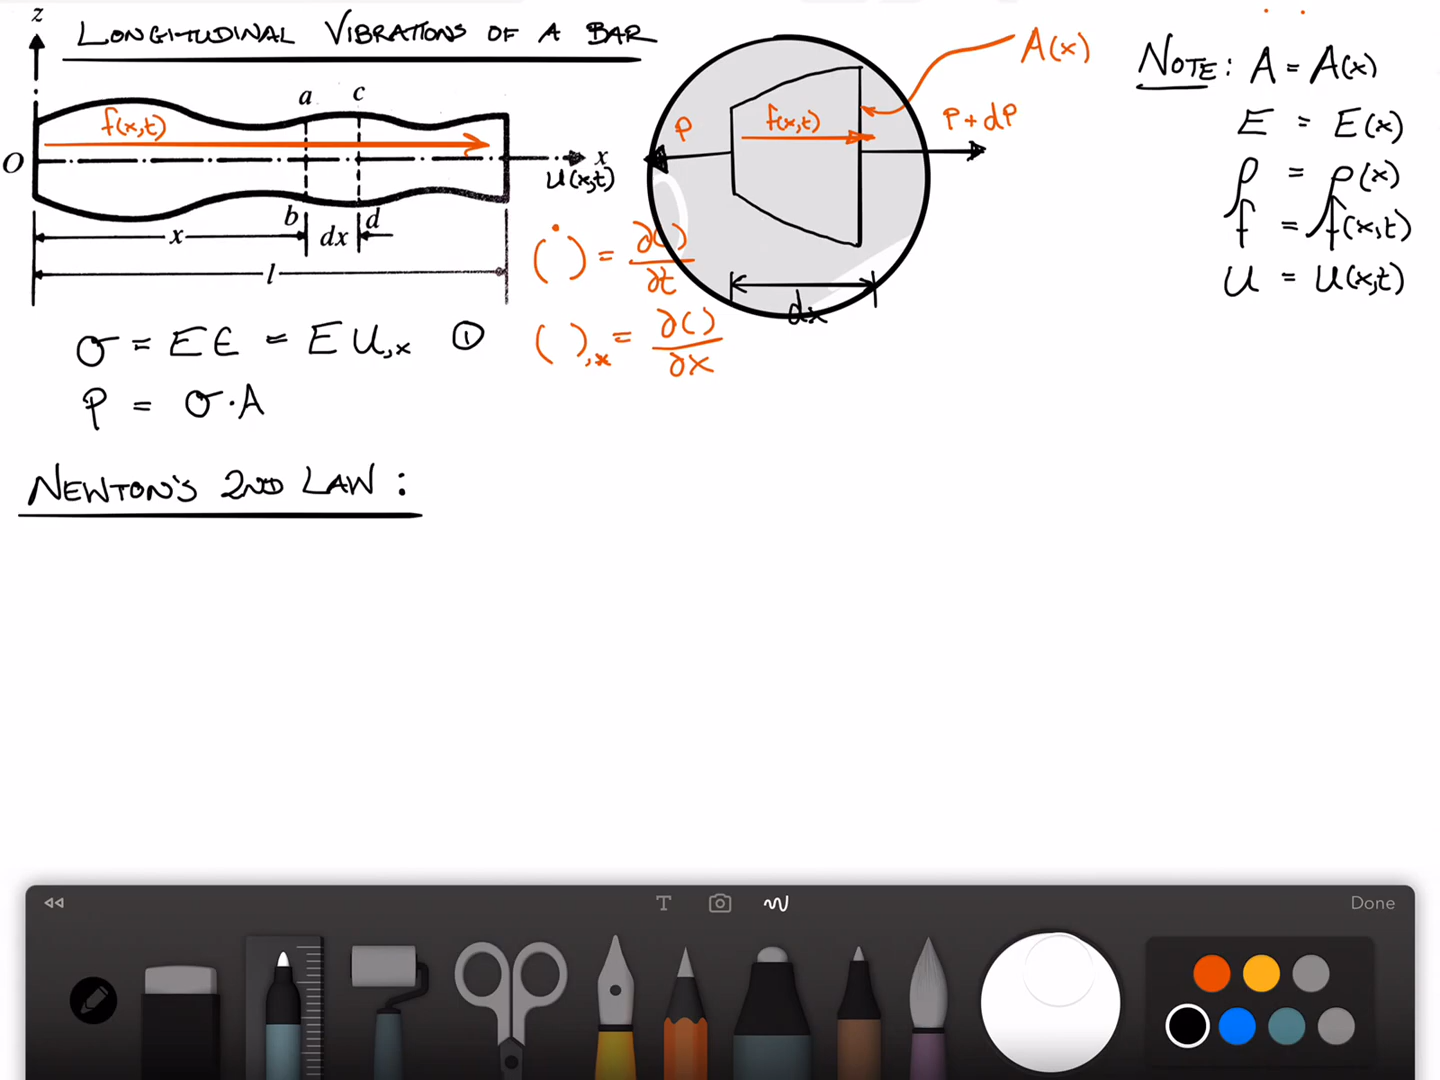 z
LONGITUDINAL VIBRATIONS OF A BAR
a c
f(x,t)
O
x
U(x,t)
b d
x dx
l
A(x)
P f(x,t) P + dP
dx
NOTE: A = A(x)
E = E(x)
ρ = ρ(x)
f = f(x,t)
U = U(x,t)
(˙) = ∂()/∂t
( ),x = ∂()/∂x
σ = Eϵ = EU,x ①
P = σ·A
NEWTON'S 2ND LAW :
T
Done